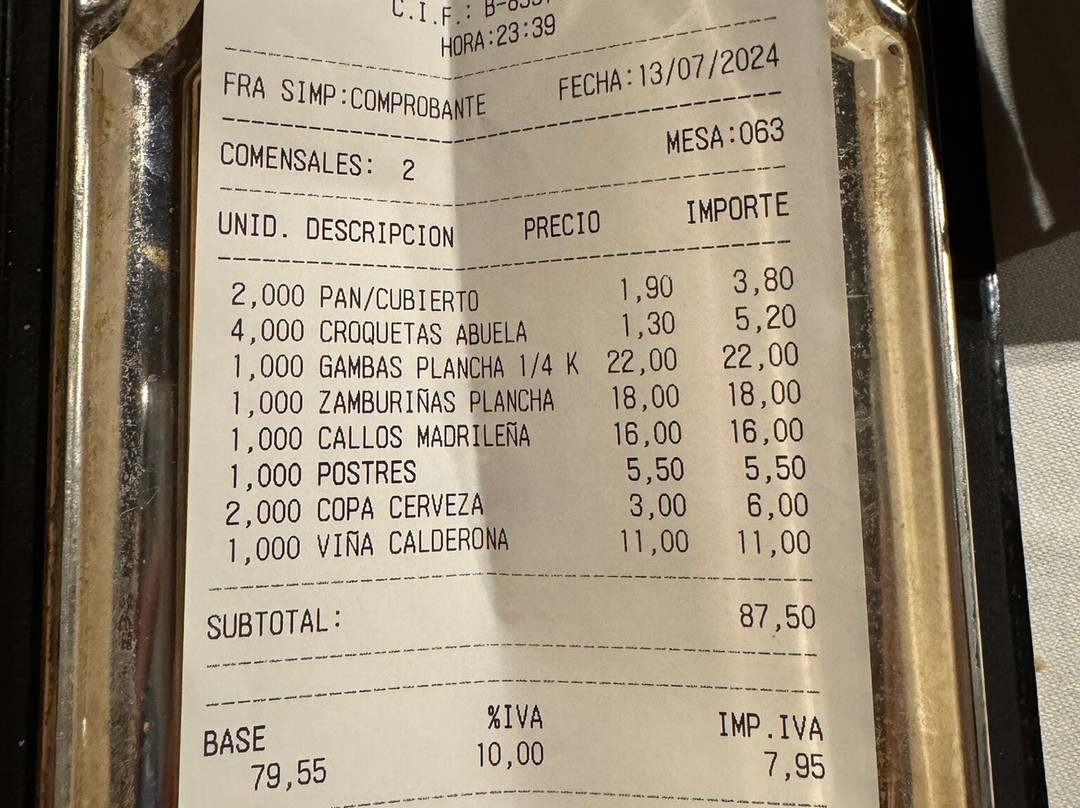 C.I.F.:
HORA:23:39
FRA SIMP:COMPROBANTE FECHA:13/07/2024
COMENSALES: 2 MESA:063
UNID. DESCRIPCION PRECIO IMPORTE
2,000 PAN/CUBIERTO 1,90 3,80
4,000 CROQUETAS ABUELA 1,30 5,20
1,000 GAMBAS PLANCHA 1/4 K 22,00 22,00
1,000 ZAMBURIÑAS PLANCHA 18,00 18,00
1,000 CALLOS MADRILEÑA 16,00 16,00
1,000 POSTRES 5,50 5,50
2,000 COPA CERVEZA 3,00 6,00
1,000 VIÑA CALDERONA 11,00 11,00
SUBTOTAL: 87,50
BASE %IVA IMP.IVA
79,55 10,00 7,95